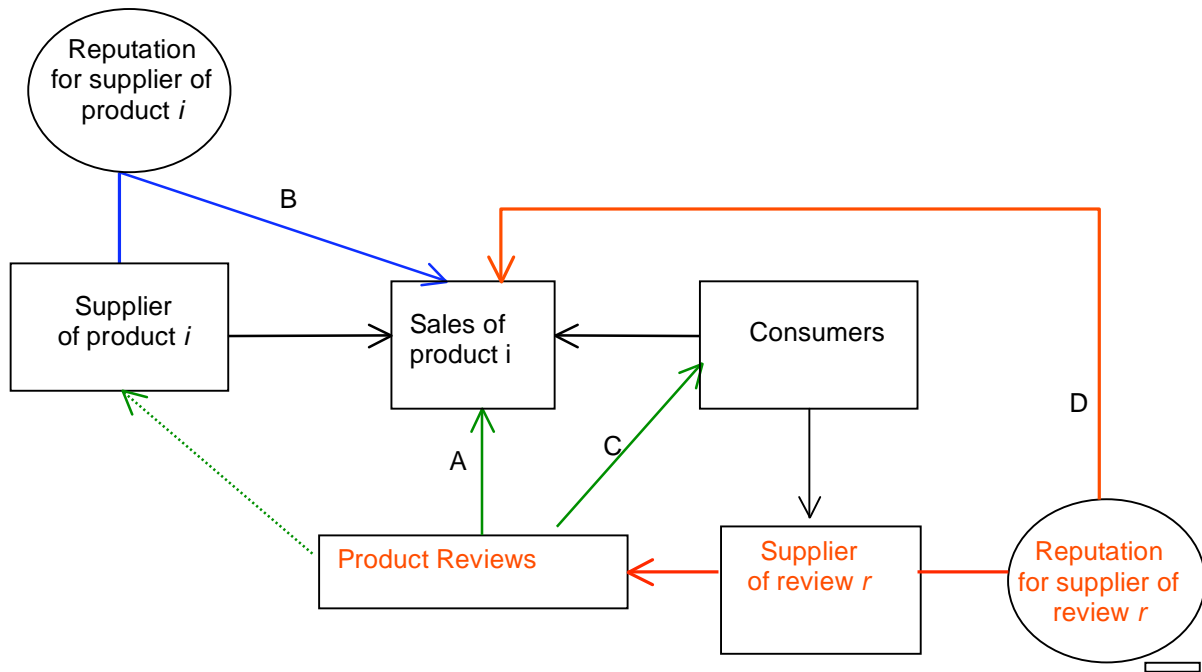 Reputation
for supplier of
product i
B
Supplier
of product i
Sales of
product i
Consumers
D
A
C
Product Reviews
Supplier
of review r
Reputation
for supplier of
review r